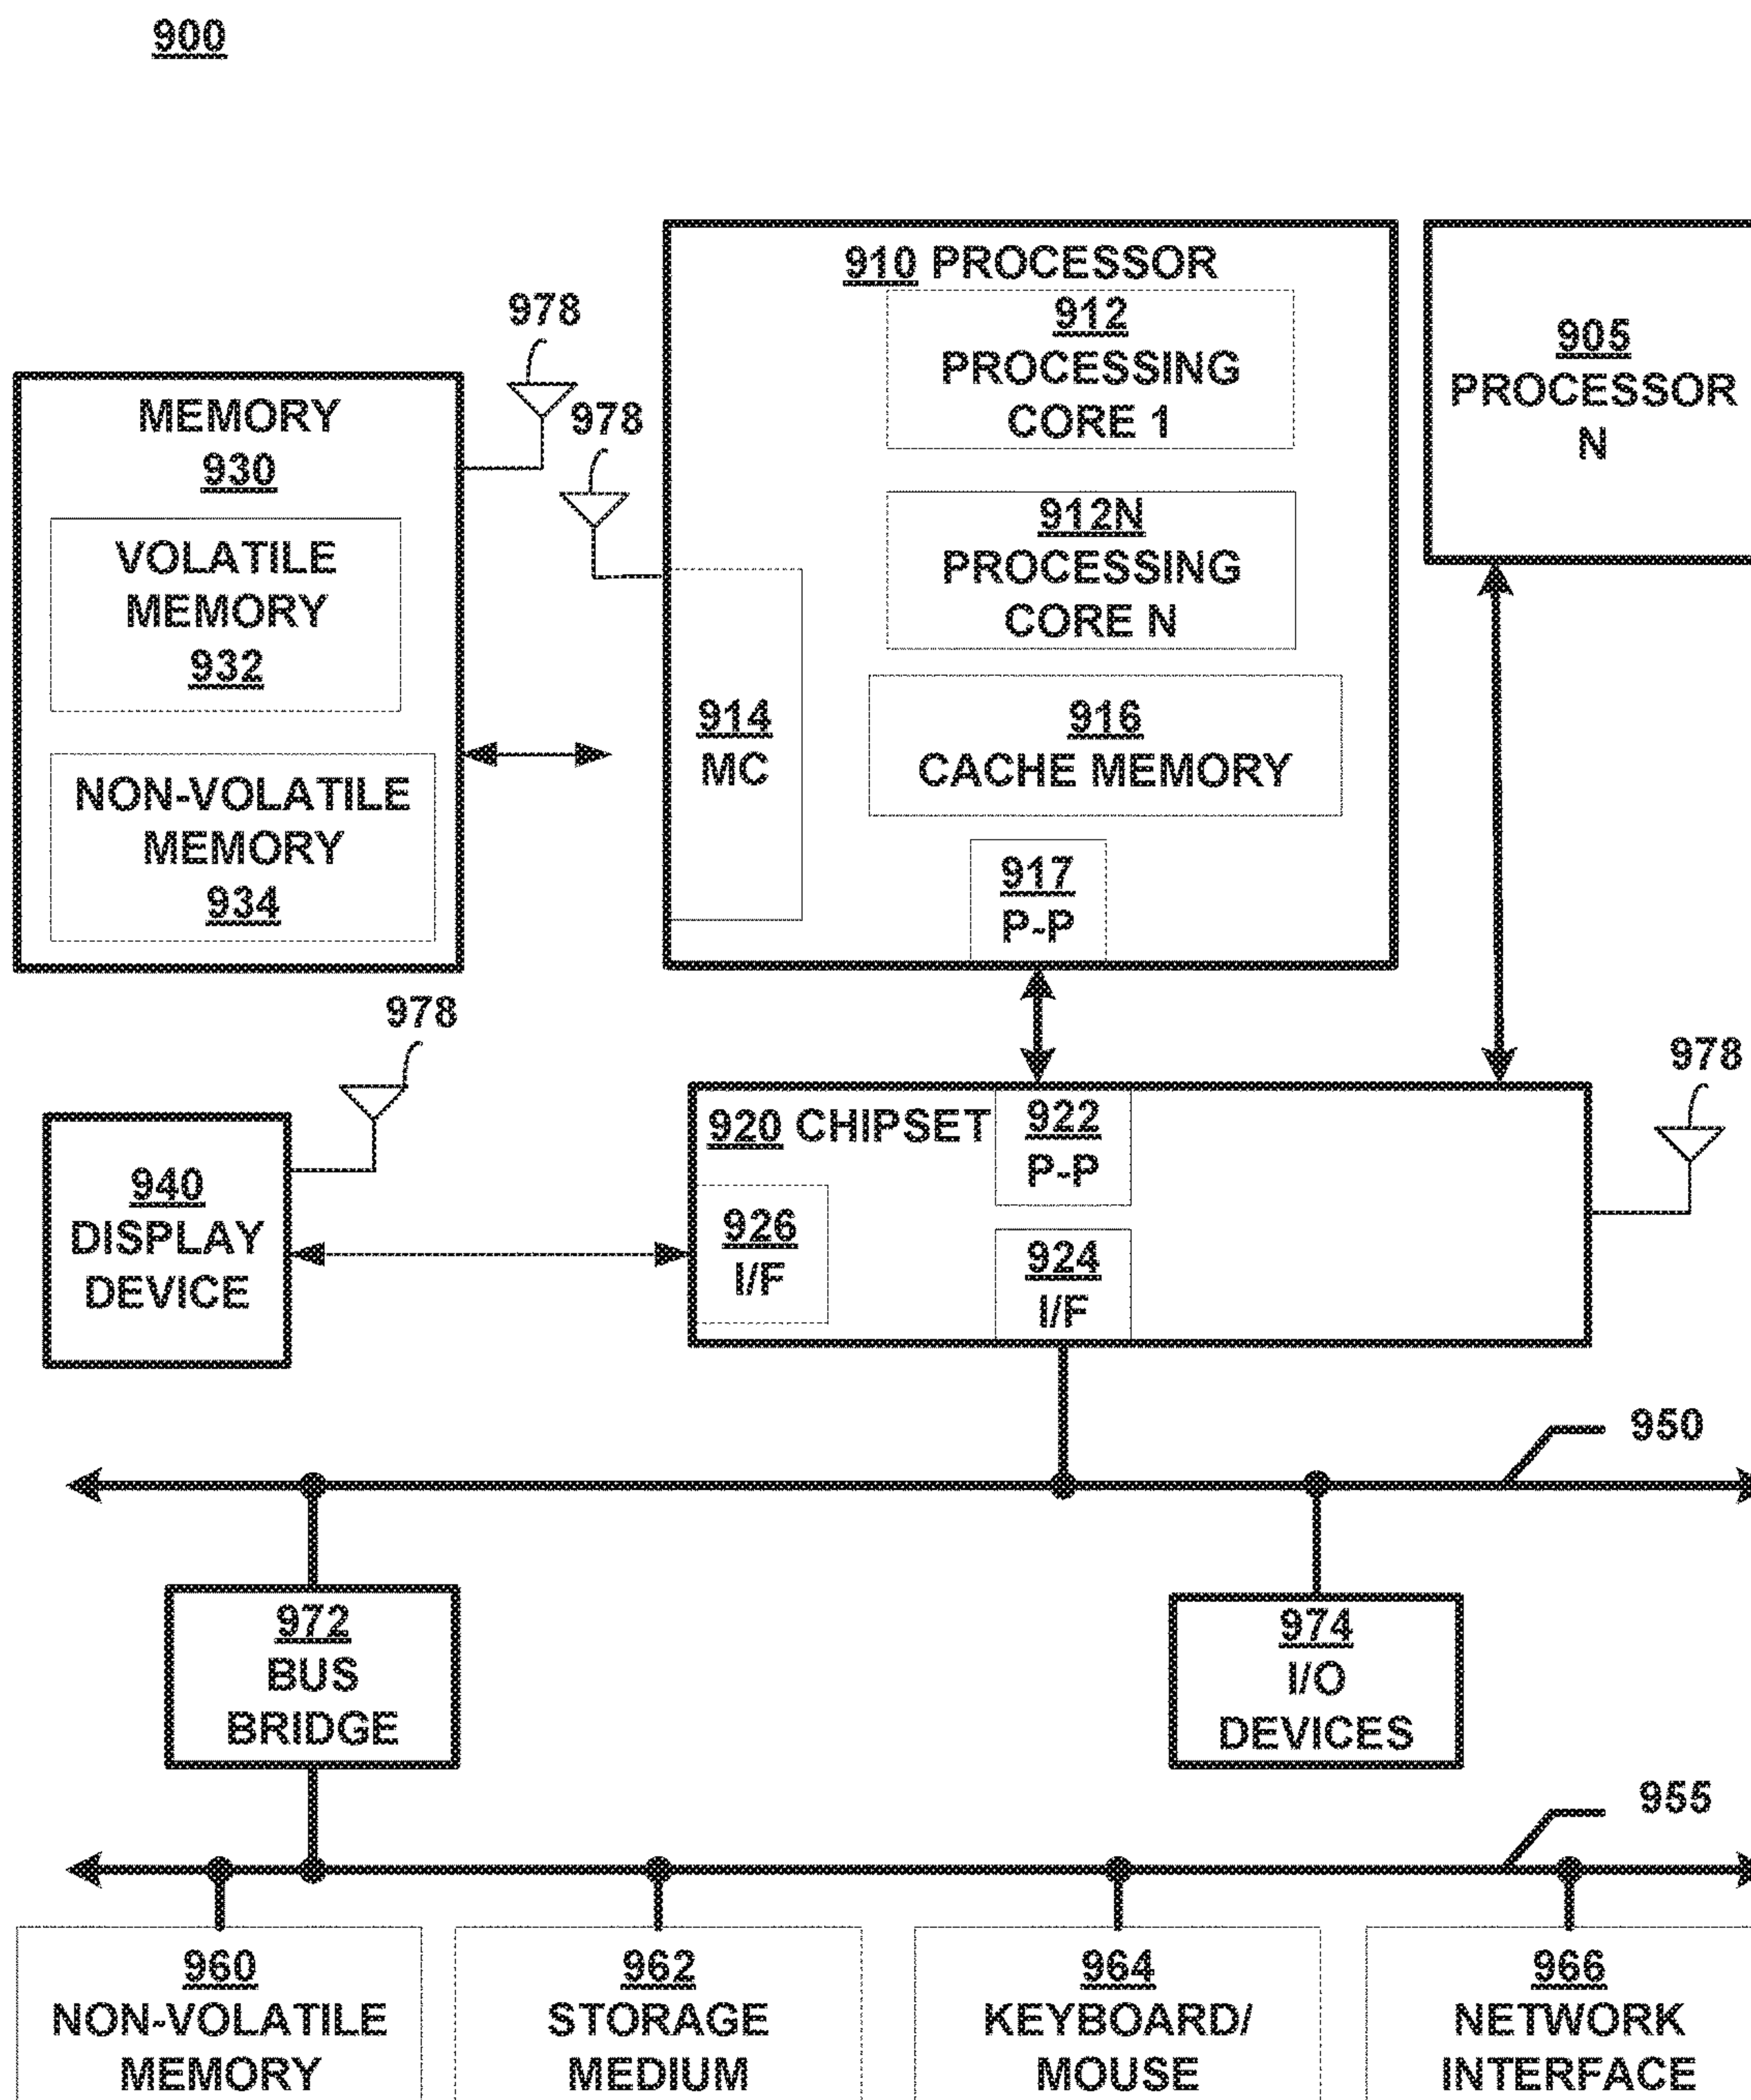 900
910 PROCESSOR
912
PROCESSING
CORE 1
912N
PROCESSING
CORE N
916
CACHE MEMORY
914
MC
917
P-P
905
PROCESSOR
N
978
978
MEMORY
930
VOLATILE
MEMORY
932
NON-VOLATILE
MEMORY
934
978
940
DISPLAY
DEVICE
920 CHIPSET
922
P-P
926
I/F
924
I/F
978
950
972
BUS
BRIDGE
974
I/O
DEVICES
955
960
NON-VOLATILE
MEMORY
962
STORAGE
MEDIUM
964
KEYBOARD/
MOUSE
966
NETWORK
INTERFACE